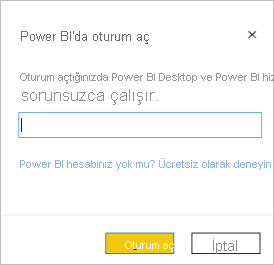 Power BI'da oturum aç
Oturum açtığınızda Power BI Desktop ve Power BI hiz
sorunsuzca çalışır.
Power BI hesabınız yok mu? Ücretsiz olarak deneyin
Oturum aç
İptal